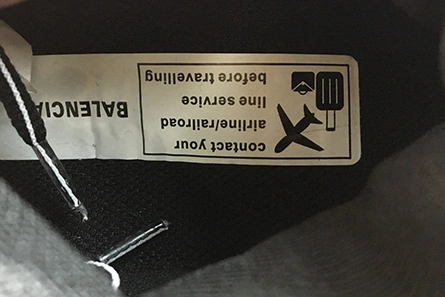 contact your
airline/railroad
line service
before travelling
BALENCIA